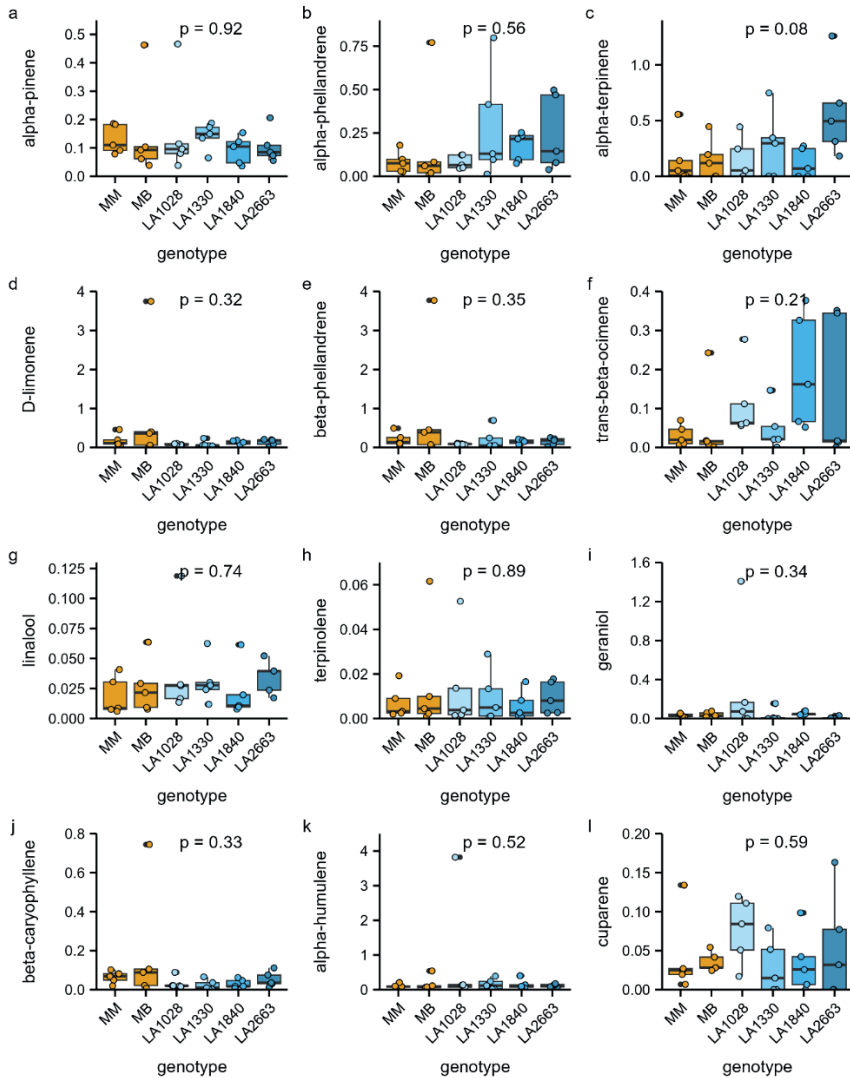 a
p = 0.92
alpha-pinene
0.5
0.4
0.3
0.2
0.1
0.0
MM
MB
LA1028
LA1330
LA1840
LA2663
genotype
b
p = 0.56
alpha-phellandrene
0.75
0.50
0.25
0.00
MM
MB
LA1028
LA1330
LA1840
LA2663
genotype
c
p = 0.08
alpha-terpinene
1.0
0.5
0.0
MM
MB
LA1028
LA1330
LA1840
LA2663
genotype
d
p = 0.32
D-limonene
4
3
2
1
0
MM
MB
LA1028
LA1330
LA1840
LA2663
genotype
e
p = 0.35
beta-phellandrene
4
3
2
1
0
MM
MB
LA1028
LA1330
LA1840
LA2663
genotype
f
p = 0.21
trans-beta-ocimene
0.4
0.3
0.2
0.1
0.0
MM
MB
LA1028
LA1330
LA1840
LA2663
genotype
g
p = 0.74
linalool
0.125
0.100
0.075
0.050
0.025
0.000
MM
MB
LA1028
LA1330
LA1840
LA2663
genotype
h
p = 0.89
terpinolene
0.06
0.04
0.02
0.00
MM
MB
LA1028
LA1330
LA1840
LA2663
genotype
i
p = 0.34
geraniol
1.6
1.2
0.8
0.4
0.0
MM
MB
LA1028
LA1330
LA1840
LA2663
genotype
j
p = 0.33
beta-caryophyllene
0.8
0.6
0.4
0.2
0.0
MM
MB
LA1028
LA1330
LA1840
LA2663
genotype
k
p = 0.52
alpha-humulene
4
3
2
1
0
MM
MB
LA1028
LA1330
LA1840
LA2663
genotype
l
p = 0.59
cuparene
0.20
0.15
0.10
0.05
0.00
MM
MB
LA1028
LA1330
LA1840
LA2663
genotype